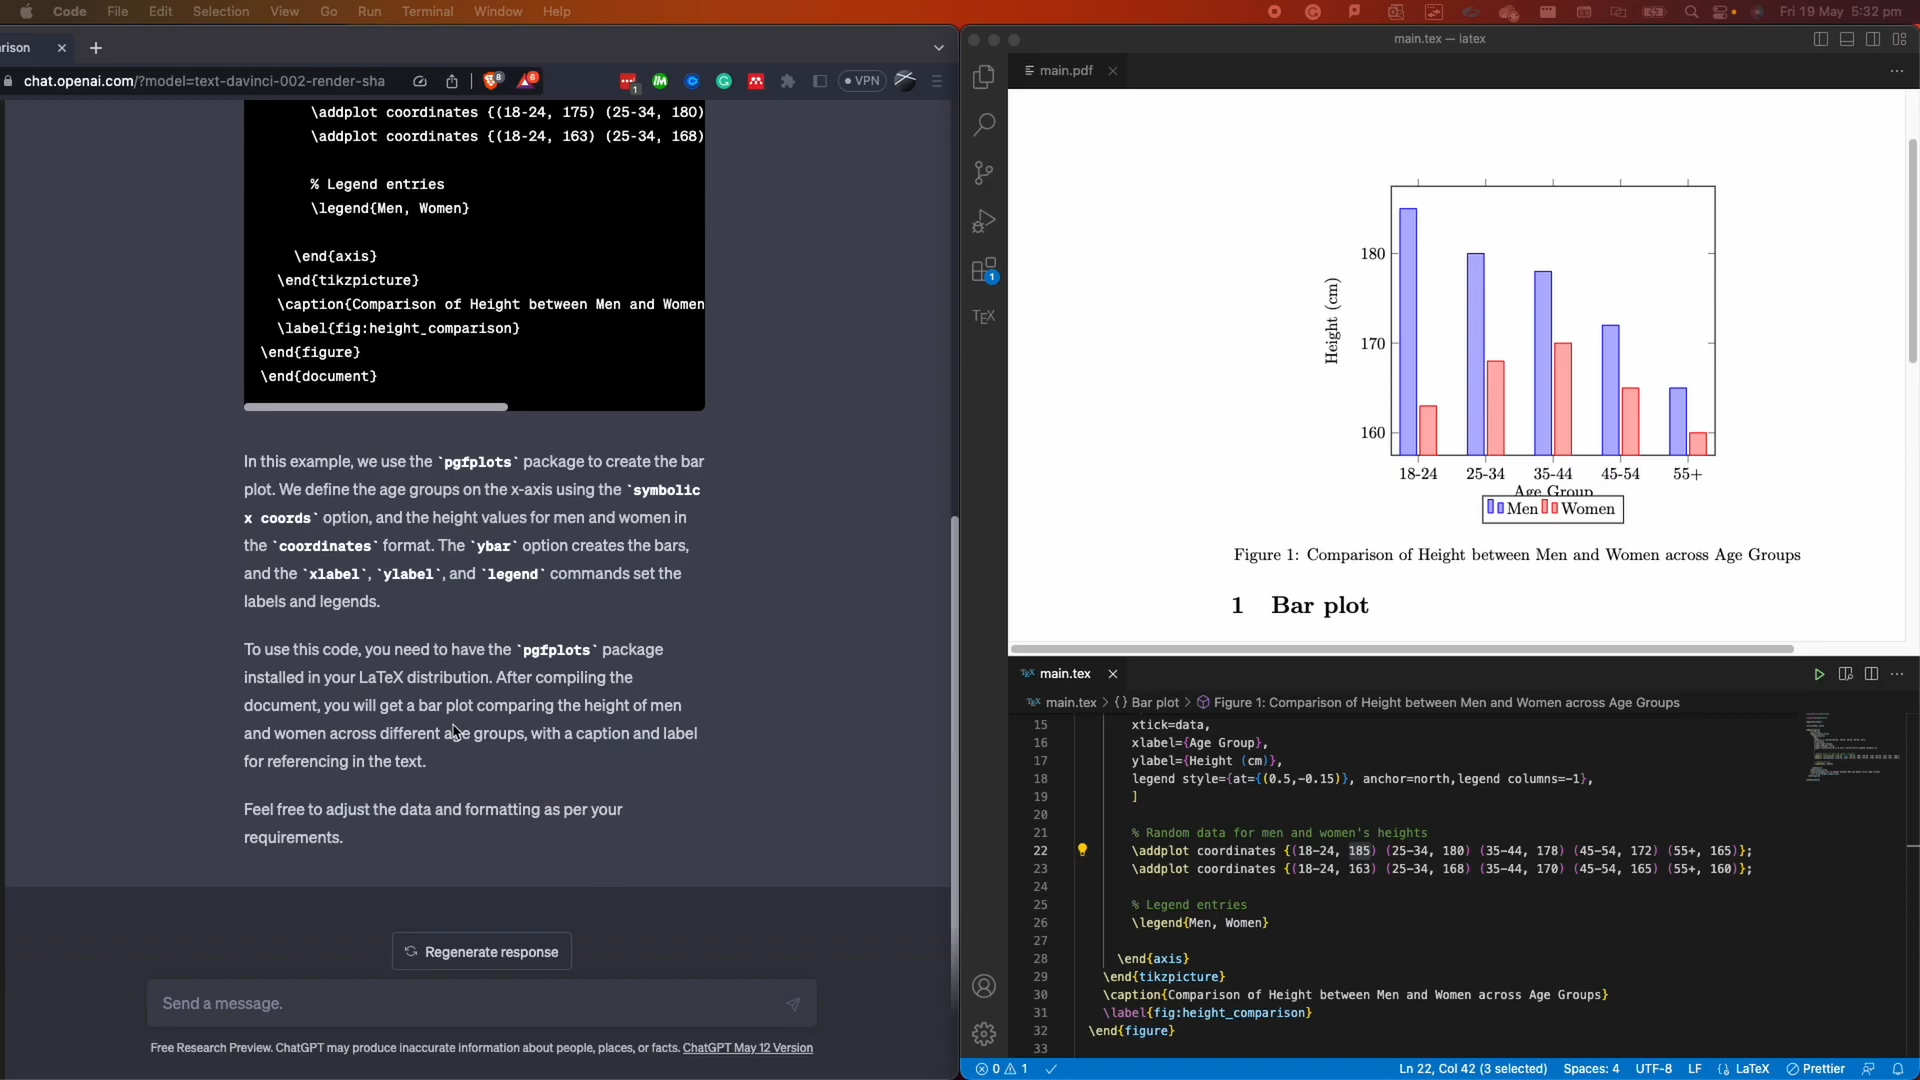 Code File Edit Selection View Go Run Terminal Window Help
Fri 19 May 5:32 pm
rison
chat.openai.com/?model=text-davinci-002-render-sha
8
6
1
VPN
\addplot coordinates {(18-24, 175) (25-34, 180)
\addplot coordinates {(18-24, 163) (25-34, 168)
% Legend entries
\legend{Men, Women}
\end{axis}
\end{tikzpicture}
\caption{Comparison of Height between Men and Women
\label{fig:height_comparison}
\end{figure}
\end{document}
In this example, we use the `pgfplots` package to create the bar
plot. We define the age groups on the x-axis using the `symbolic
x coords` option, and the height values for men and women in
the `coordinates` format. The `ybar` option creates the bars,
and the `xlabel`, `ylabel`, and `legend` commands set the
labels and legends.
To use this code, you need to have the `pgfplots` package
installed in your LaTeX distribution. After compiling the
document, you will get a bar plot comparing the height of men
and women across different age groups, with a caption and label
for referencing in the text.
Feel free to adjust the data and formatting as per your
requirements.
Regenerate response
Send a message.
Free Research Preview. ChatGPT may produce inaccurate information about people, places, or facts. ChatGPT May 12 Version
main.tex — latex
main.pdf
1
TEX
Height (cm)
180
170
160
18-24 25-34 35-44 45-54 55+
Age Group
Men Women
Figure 1: Comparison of Height between Men and Women across Age Groups
1 Bar plot
TEX main.tex
TEX main.tex > {} Bar plot > Figure 1: Comparison of Height between Men and Women across Age Groups
15 xtick=data,
16 xlabel={Age Group},
17 ylabel={Height (cm)},
18 legend style={at={(0.5,-0.15)}, anchor=north,legend columns=-1},
19 ]
20
21 % Random data for men and women's heights
22 \addplot coordinates {(18-24, 185) (25-34, 180) (35-44, 178) (45-54, 172) (55+, 165)};
23 \addplot coordinates {(18-24, 163) (25-34, 168) (35-44, 170) (45-54, 165) (55+, 160)};
24
25 % Legend entries
26 \legend{Men, Women}
27
28 \end{axis}
29 \end{tikzpicture}
30 \caption{Comparison of Height between Men and Women across Age Groups}
31 \label{fig:height_comparison}
32 \end{figure}
33
0 1
Ln 22, Col 42 (3 selected) Spaces: 4 UTF-8 LF {} LaTeX Prettier